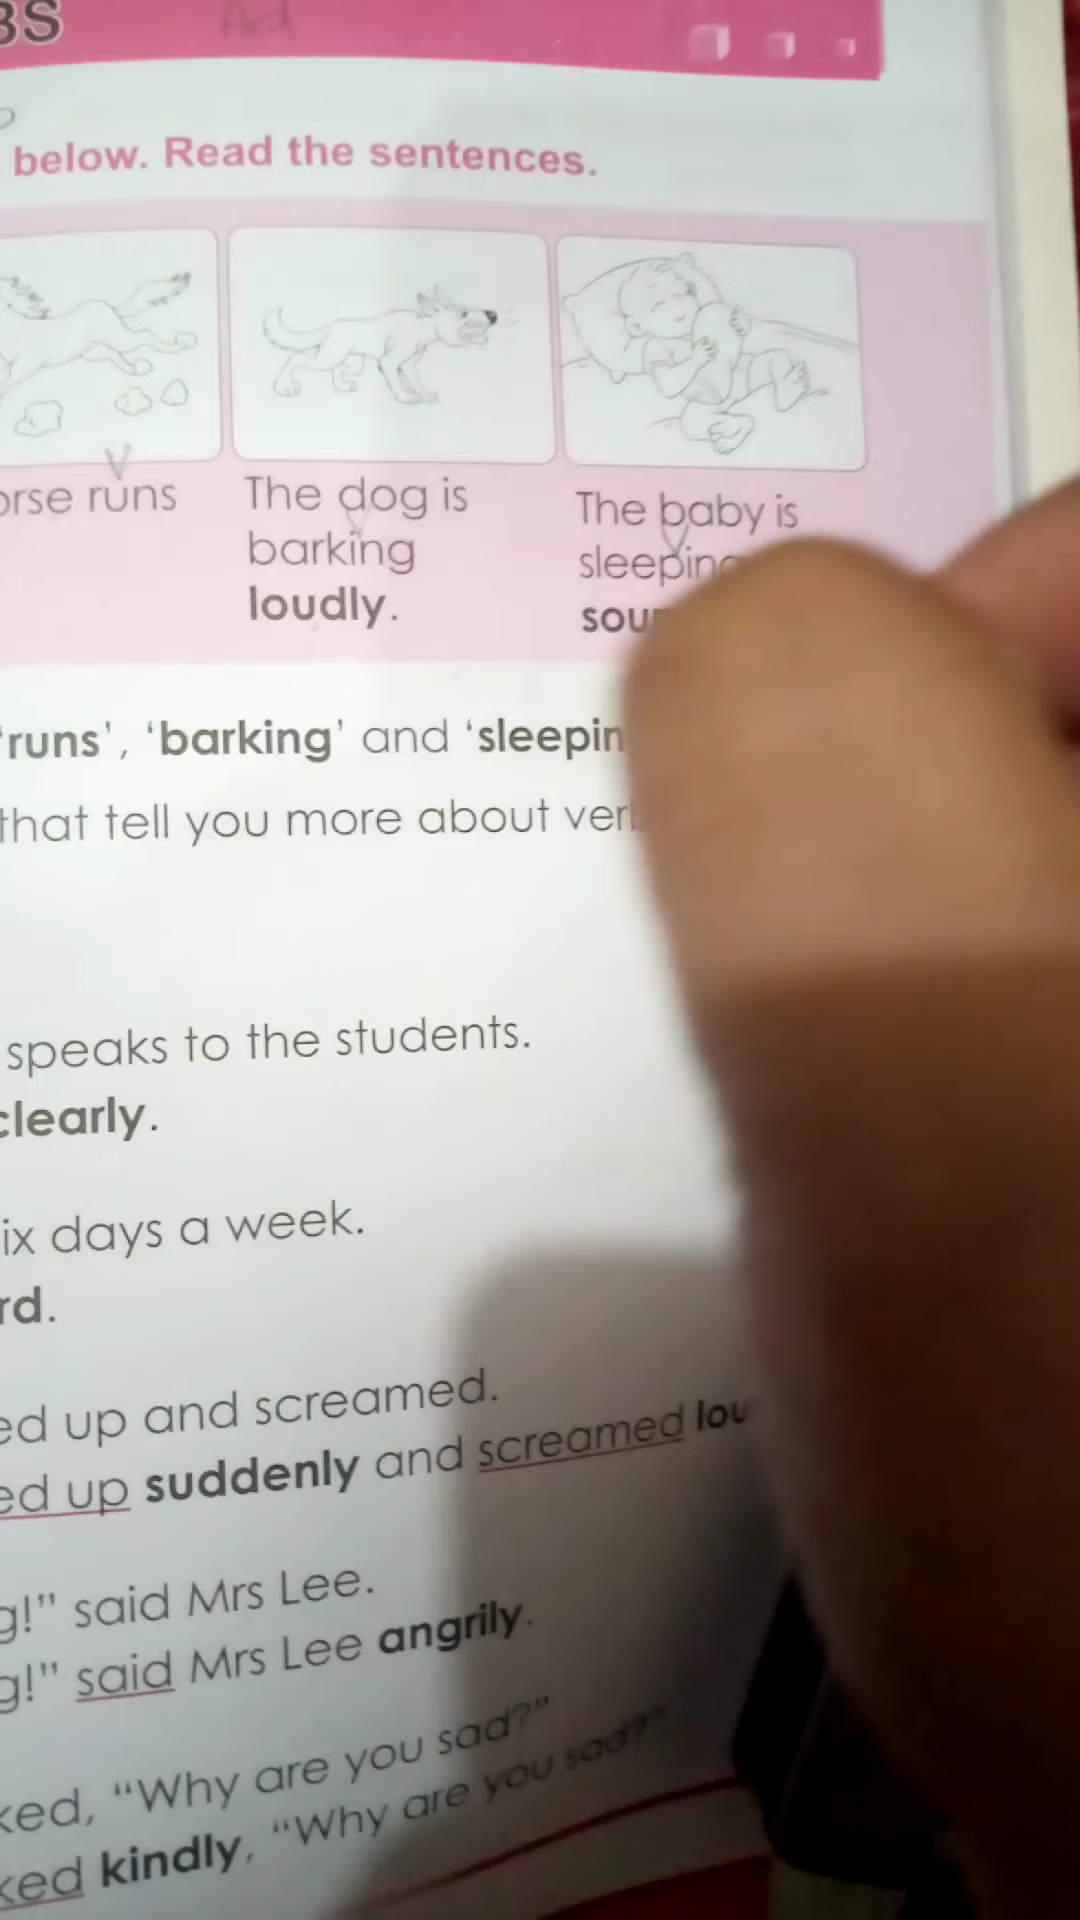 BS
Ad
below. Read the sentences.
orse runs
V
The dog is
barking
loudly.
The baby is
sleeping
sou
'runs', 'barking' and 'sleepin
that tell you more about ver
speaks to the students.
clearly.
ix days a week.
rd.
ed up and screamed.
ed up suddenly and screamed lou
g!" said Mrs Lee.
g!" said Mrs Lee angrily.
ked, "Why are you sad?"
ked kindly, "Why are you sad?"